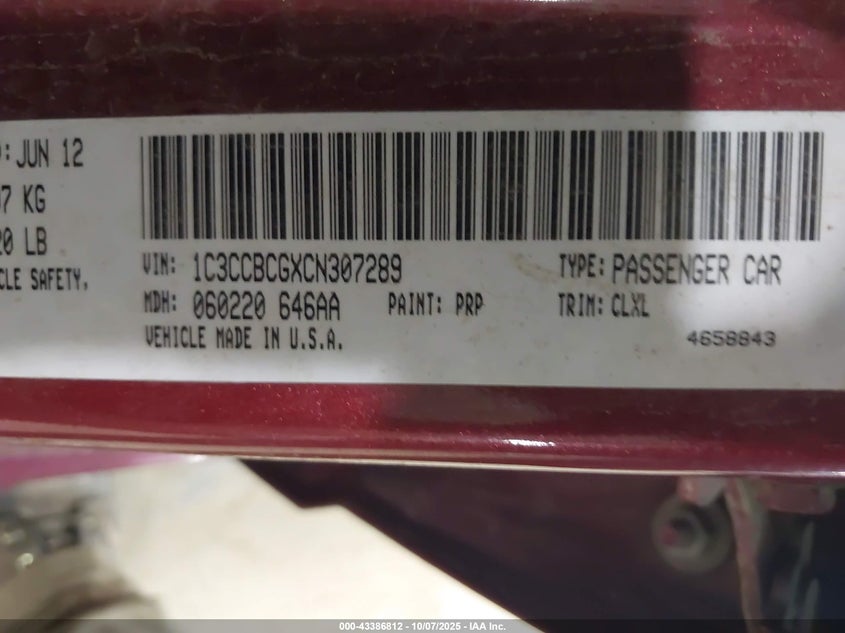 : JUN 12
7 KG
20 LB
CLE SAFETY,
VIN: 1C3CCBCGXCN307289 TYPE: PASSENGER CAR
MDH: 060220 646AA PAINT: PRP TRIM: CLXL
VEHICLE MADE IN U.S.A. 4658843
000-43386812 - 10/07/2025 - IAA Inc.